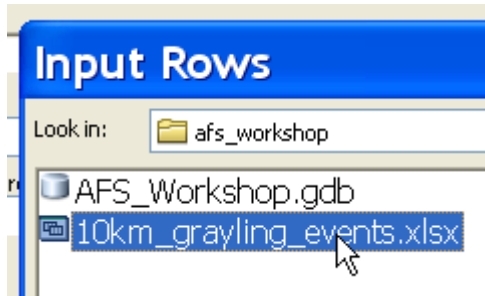 Input Rows
Look in: afs_workshop
AFS_Workshop.gdb
10km_grayling_events.xlsx